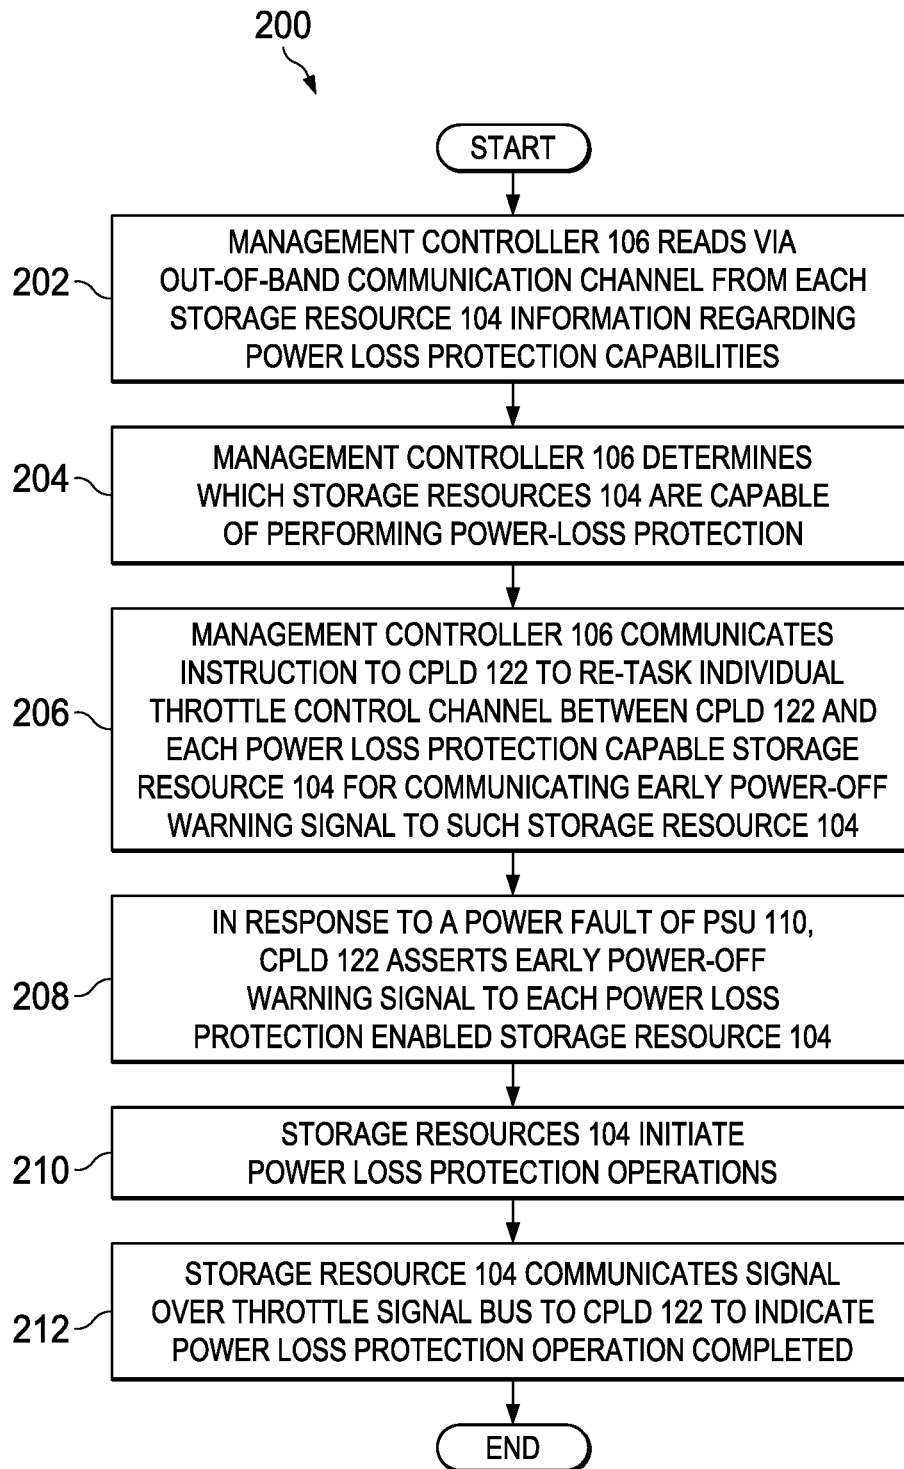 200
START
202
MANAGEMENT CONTROLLER 106 READS VIA
OUT-OF-BAND COMMUNICATION CHANNEL FROM EACH
STORAGE RESOURCE 104 INFORMATION REGARDING
POWER LOSS PROTECTION CAPABILITIES
204
MANAGEMENT CONTROLLER 106 DETERMINES
WHICH STORAGE RESOURCES 104 ARE CAPABLE
OF PERFORMING POWER-LOSS PROTECTION
206
MANAGEMENT CONTROLLER 106 COMMUNICATES
INSTRUCTION TO CPLD 122 TO RE-TASK INDIVIDUAL
THROTTLE CONTROL CHANNEL BETWEEN CPLD 122 AND
EACH POWER LOSS PROTECTION CAPABLE STORAGE
RESOURCE 104 FOR COMMUNICATING EARLY POWER-OFF
WARNING SIGNAL TO SUCH STORAGE RESOURCE 104
208
IN RESPONSE TO A POWER FAULT OF PSU 110,
CPLD 122 ASSERTS EARLY POWER-OFF
WARNING SIGNAL TO EACH POWER LOSS
PROTECTION ENABLED STORAGE RESOURCE 104
210
STORAGE RESOURCES 104 INITIATE
POWER LOSS PROTECTION OPERATIONS
212
STORAGE RESOURCE 104 COMMUNICATES SIGNAL
OVER THROTTLE SIGNAL BUS TO CPLD 122 TO INDICATE
POWER LOSS PROTECTION OPERATION COMPLETED
END